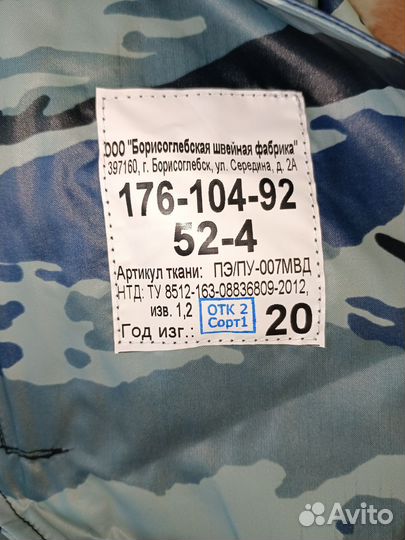 ООО "Борисоглебская швейная фабрика"
397160, г. Борисоглебск, ул. Середина, д. 2А
176-104-92
52-4
Артикул ткани: ПЭ/ПУ-007МВД
НТД: ТУ 8512-163-08836809-2012,
изв. 1,2
ОТК 2
Сорт1
Год изг.: 20
Avito